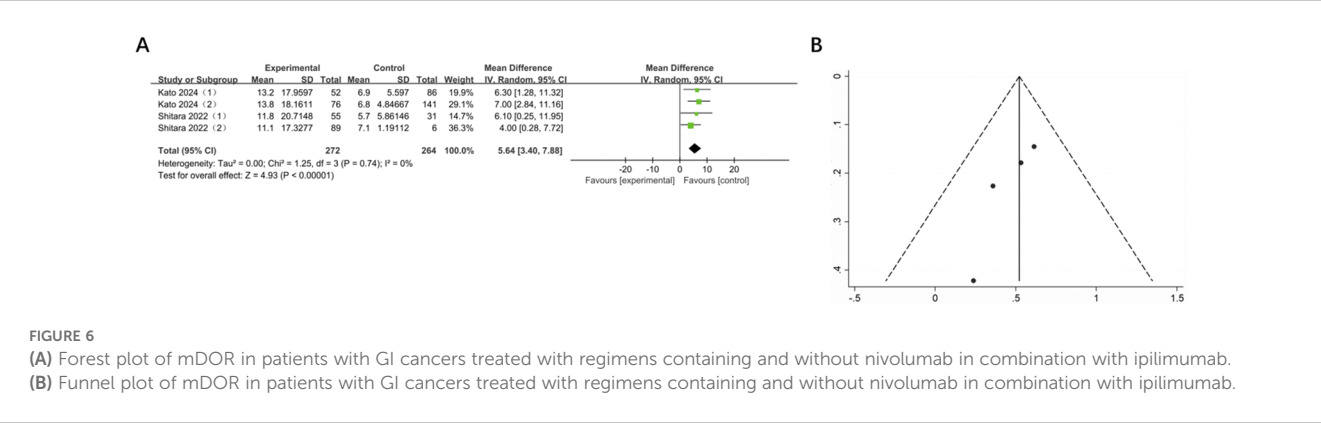 A
Experimental Control Mean Difference Mean Difference
Study or Subgroup Mean SD Total Mean SD Total Weight IV. Random, 95% CI IV. Random, 95% CI
Kato 2024（1） 13.2 17.9597 52 6.9 5.597 86 19.9% 6.30 [1.28, 11.32]
Kato 2024（2） 13.8 18.1611 76 6.8 4.84667 141 29.1% 7.00 [2.84, 11.16]
Shitara 2022（1） 11.8 20.7148 55 5.7 5.86146 31 14.7% 6.10 [0.25, 11.95]
Shitara 2022（2） 11.1 17.3277 89 7.1 1.19112 6 36.3% 4.00 [0.28, 7.72]
Total (95% CI) 272 264 100.0% 5.64 [3.40, 7.88]
Heterogeneity: Tau² = 0.00; Chi² = 1.25, df = 3 (P = 0.74); I² = 0%
Test for overall effect: Z = 4.93 (P < 0.00001)
-20 -10 0 10 20
Favours [experimental] Favours [control]
B
0
.1
.2
.3
.4
-.5 0 .5 1 1.5
FIGURE 6
(A) Forest plot of mDOR in patients with GI cancers treated with regimens containing and without nivolumab in combination with ipilimumab.
(B) Funnel plot of mDOR in patients with GI cancers treated with regimens containing and without nivolumab in combination with ipilimumab.